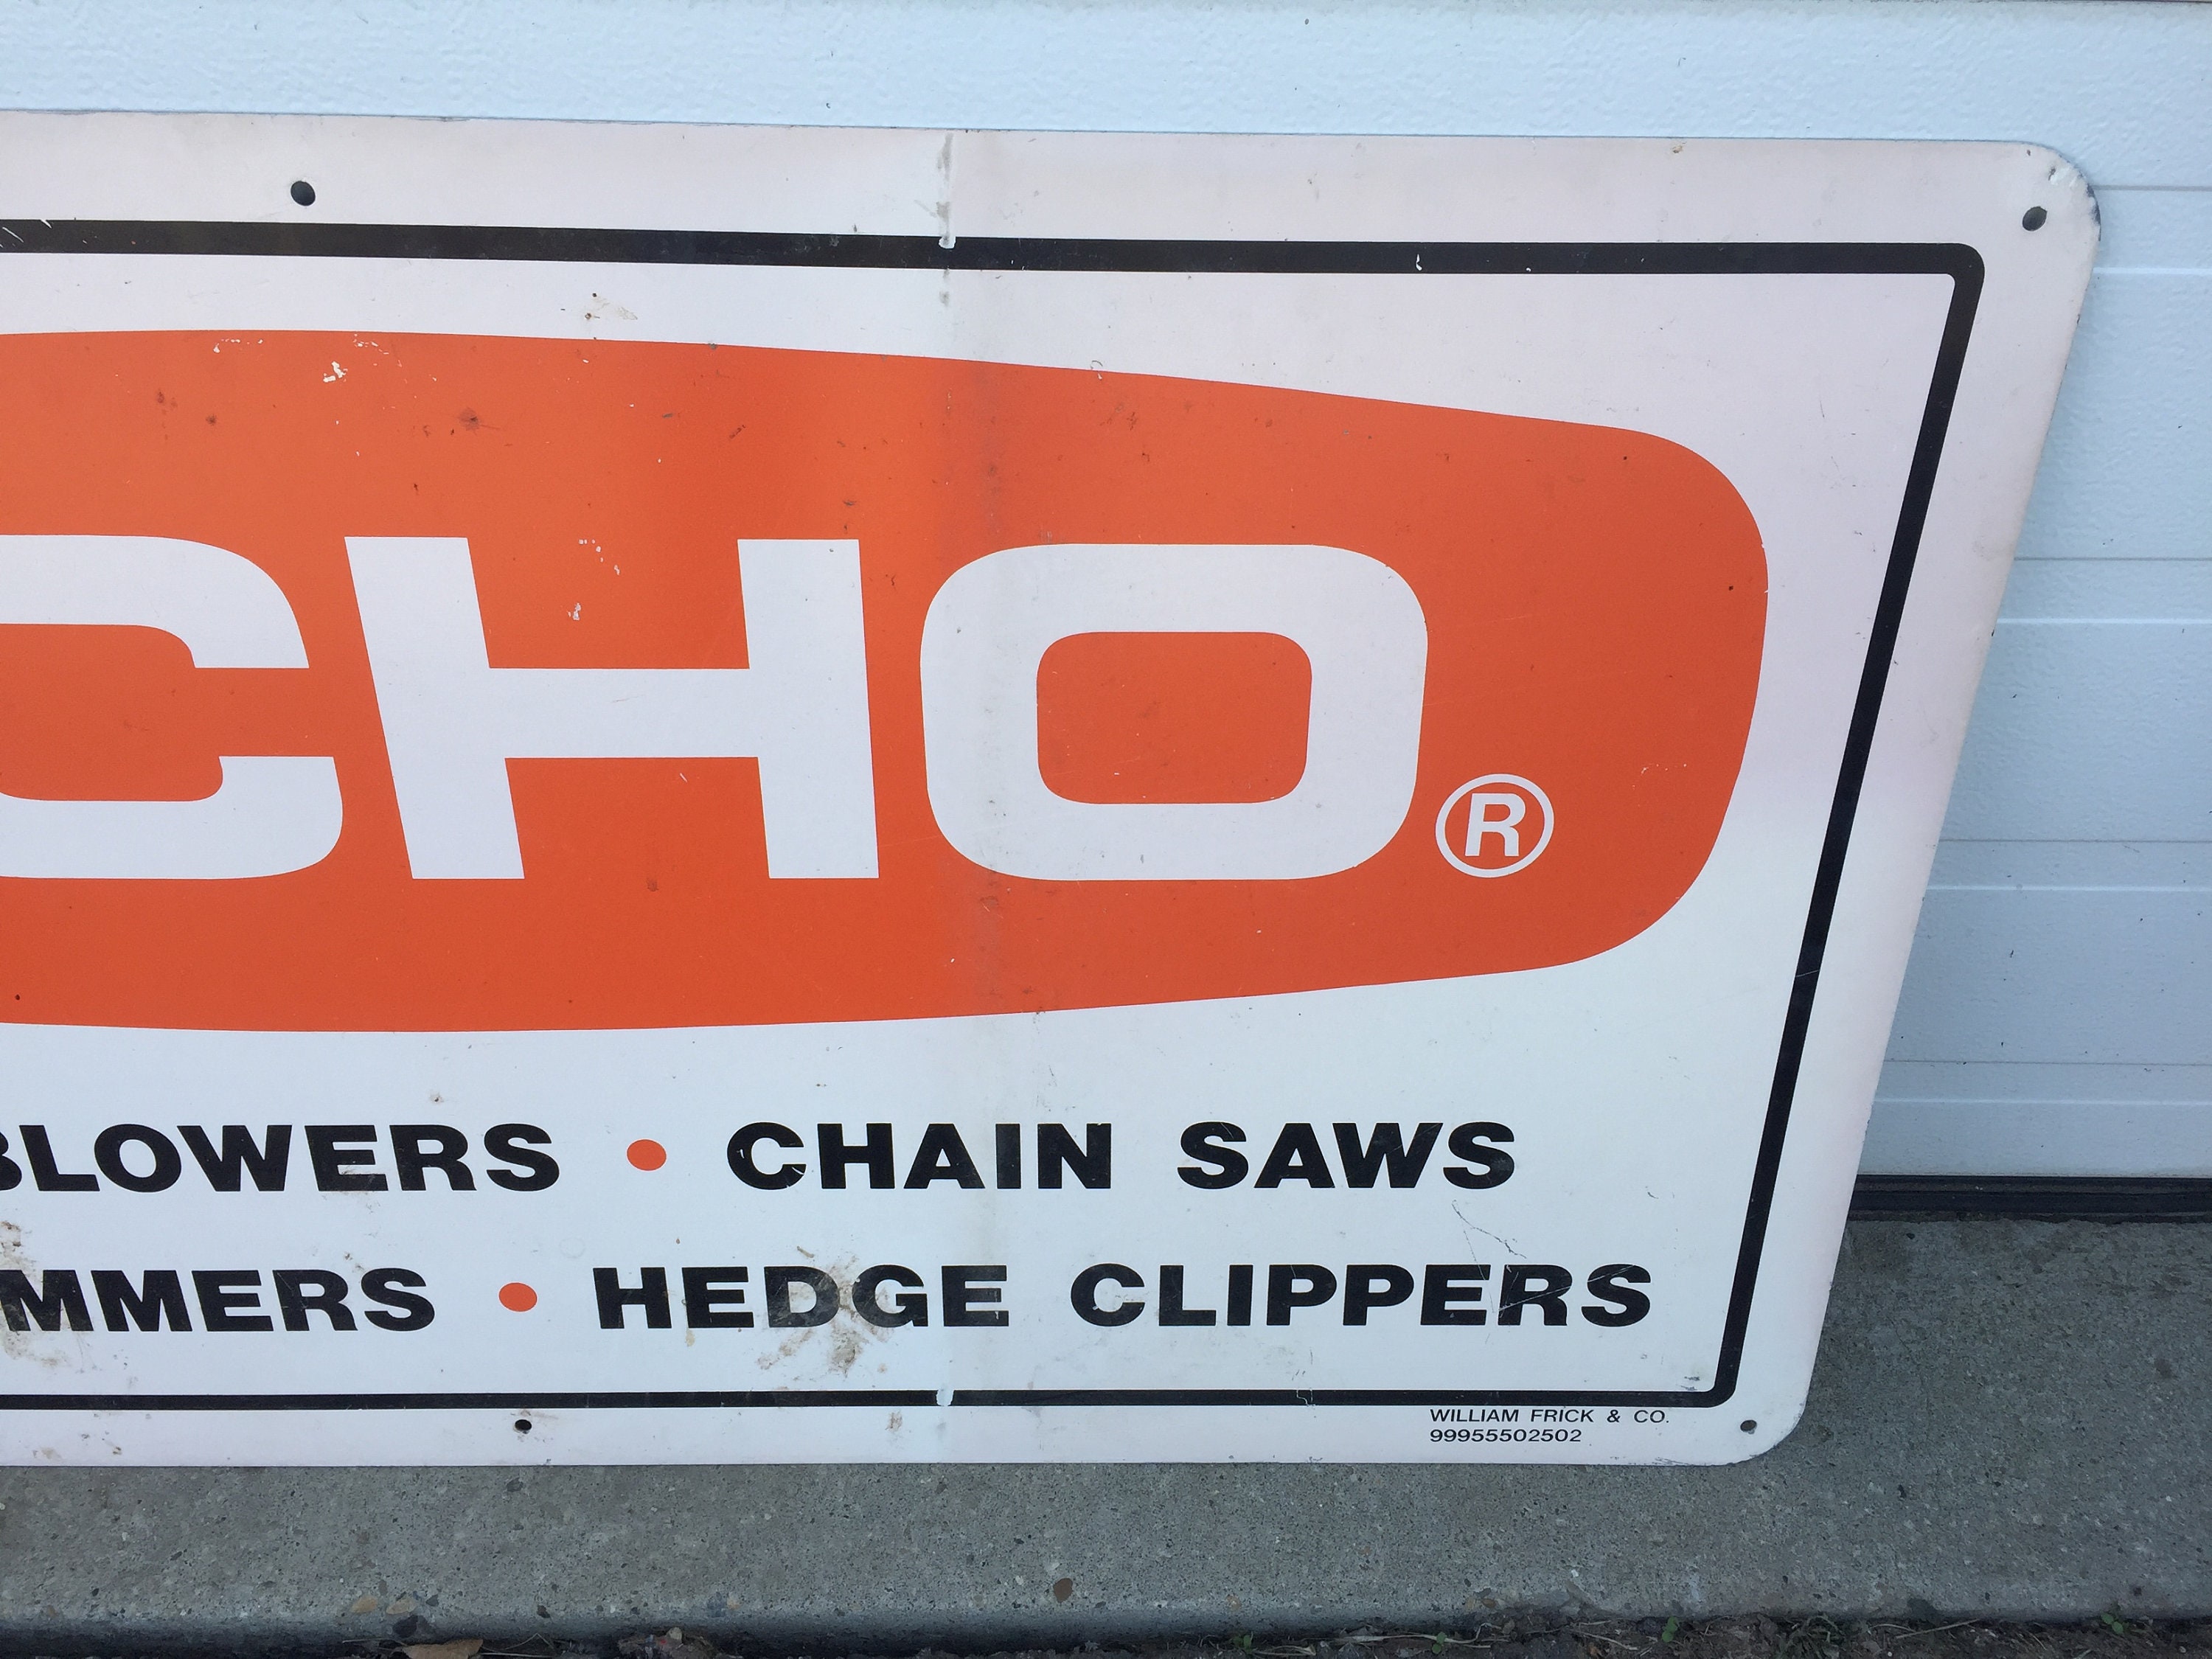 CHO®
BLOWERS • CHAIN SAWS
MMERS • HEDGE CLIPPERS
WILLIAM FRICK & CO.
99955502502